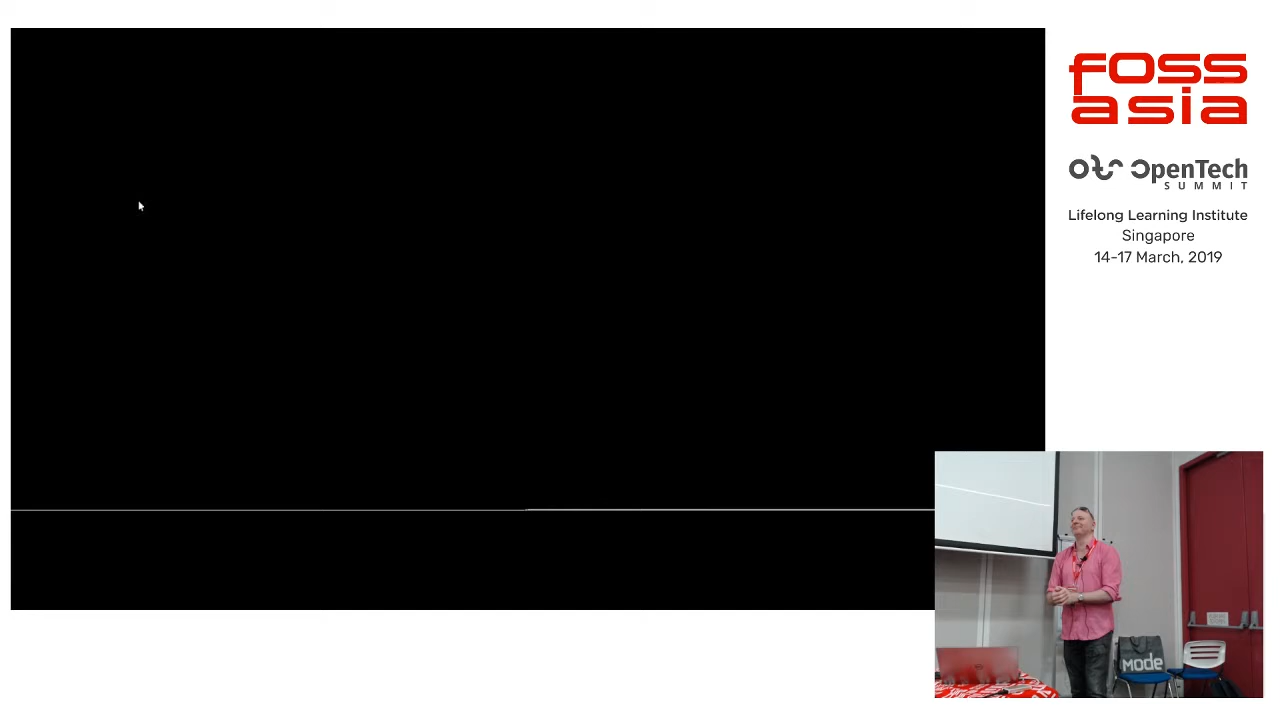 fOSS
asia
OpenTech
SUMMIT
Lifelong Learning Institute
Singapore
14-17 March, 2019
mode